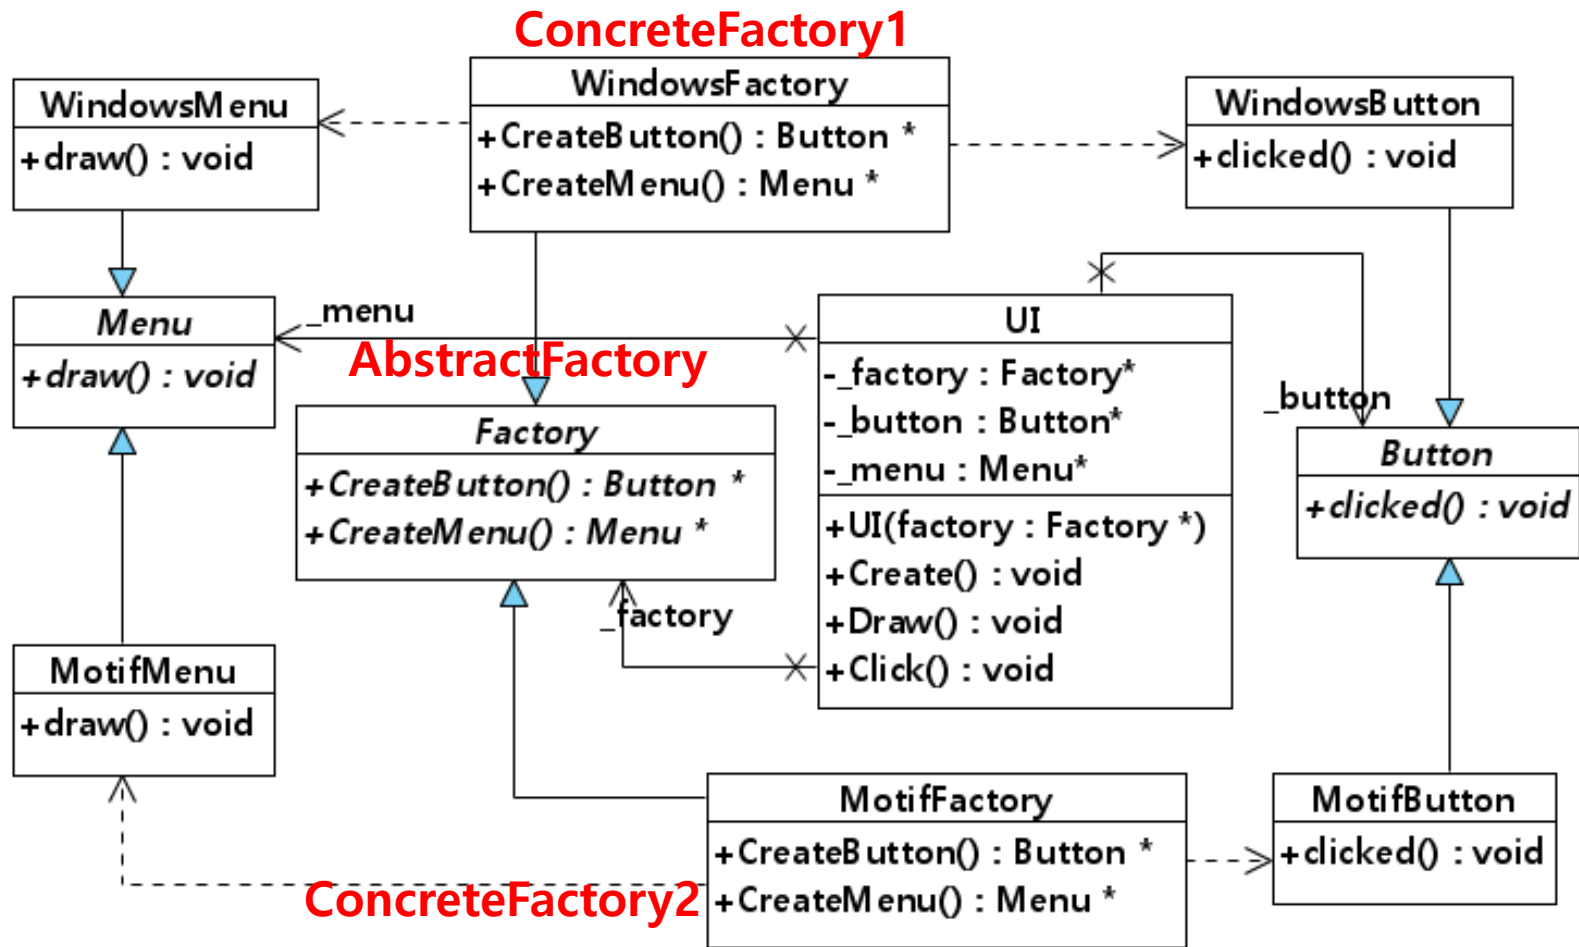 ConcreteFactory1
WindowsMenu
+draw() : void
WindowsFactory
+CreateButton() : Button *
+CreateMenu() : Menu *
WindowsButton
+clicked() : void
Menu
+draw() : void
_menu
AbstractFactory
Factory
+CreateButton() : Button *
+CreateMenu() : Menu *
_factory
UI
-_factory : Factory*
-_button : Button*
-_menu : Menu*
+UI(factory : Factory *)
+Create() : void
+Draw() : void
+Click() : void
_button
Button
+clicked() : void
MotifMenu
+draw() : void
ConcreteFactory2
MotifFactory
+CreateButton() : Button *
+CreateMenu() : Menu *
MotifButton
+clicked() : void